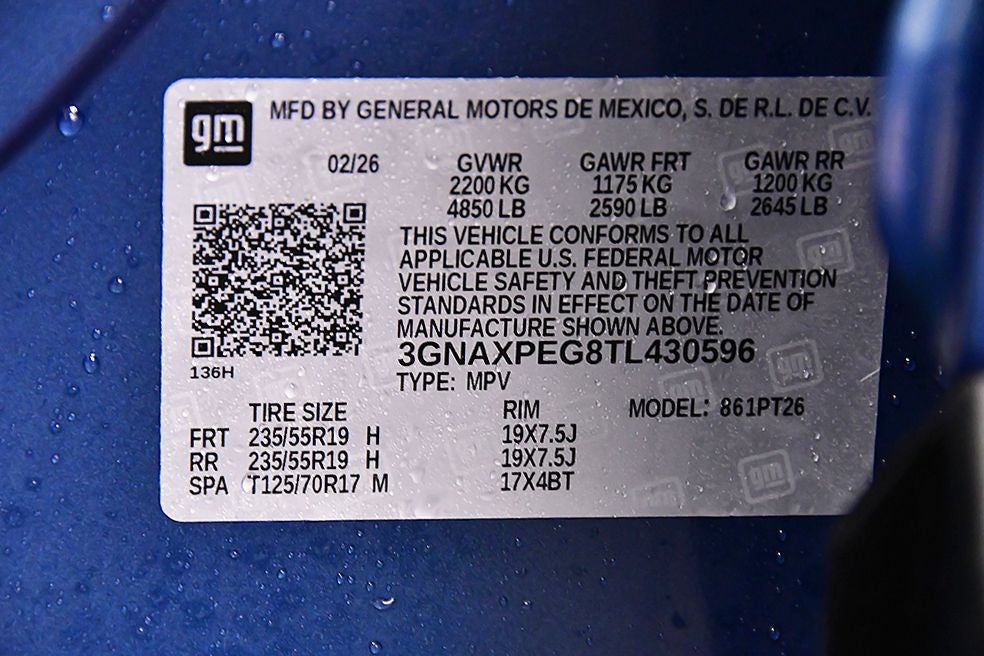 gm MFD BY GENERAL MOTORS DE MEXICO, S. DE R.L. DE C.V.
02/26 GVWR GAWR FRT GAWR RR
2200 KG 1175 KG 1200 KG
4850 LB 2590 LB 2645 LB
THIS VEHICLE CONFORMS TO ALL
APPLICABLE U.S. FEDERAL MOTOR
VEHICLE SAFETY AND THEFT PREVENTION
STANDARDS IN EFFECT ON THE DATE OF
MANUFACTURE SHOWN ABOVE.
3GNAXPEG8TL430596
136H
TYPE: MPV
TIRE SIZE RIM MODEL: 861PT26
FRT 235/55R19 H 19X7.5J
RR 235/55R19 H 19X7.5J
SPA T125/70R17 M 17X4BT